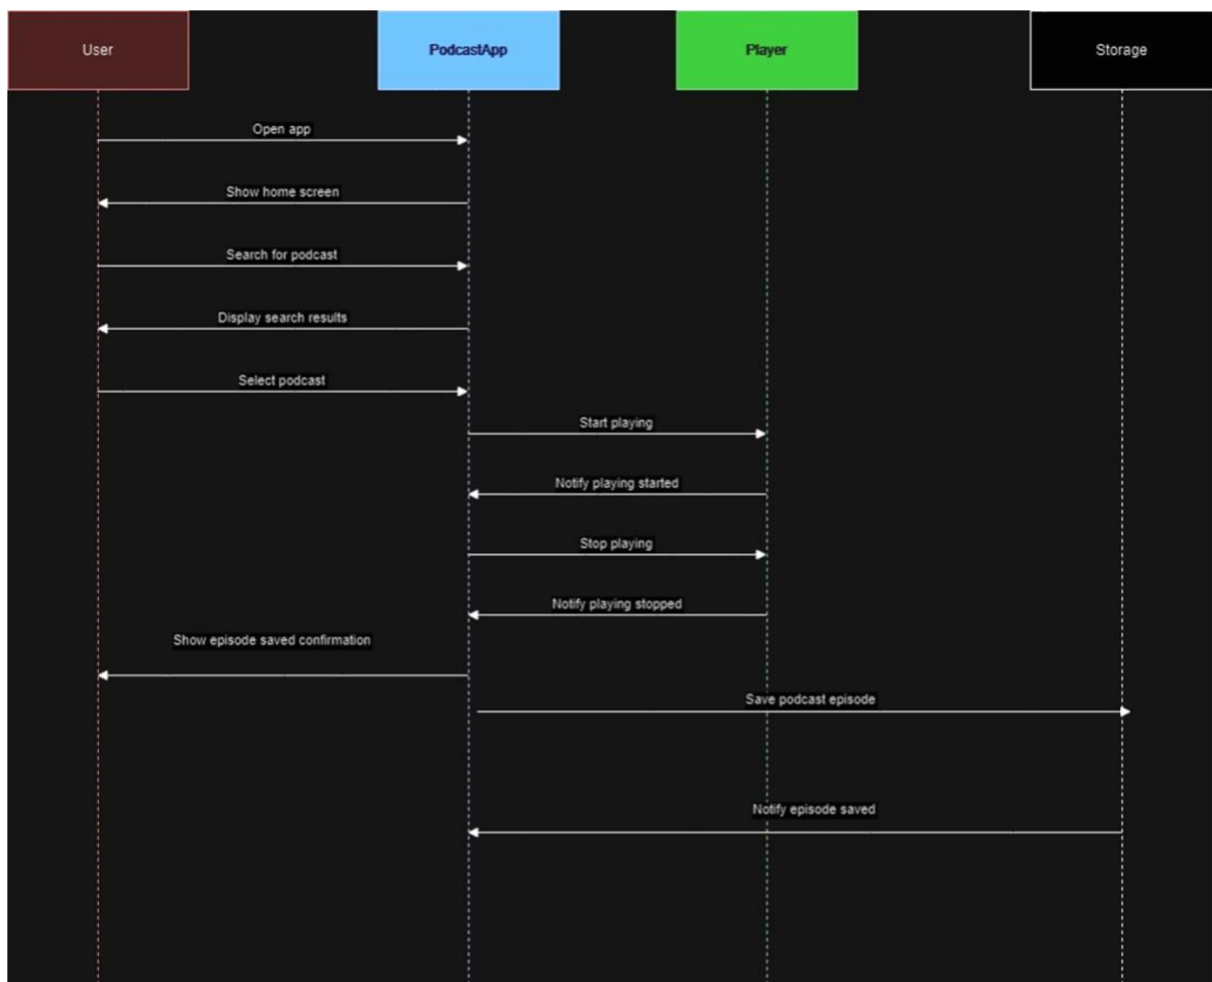 User
PodcastApp
Player
Storage
Open app
Show home screen
Search for podcast
Display search results
Select podcast
Start playing
Notify playing started
Stop playing
Notify playing stopped
Show episode saved confirmation
Save podcast episode
Notify episode saved